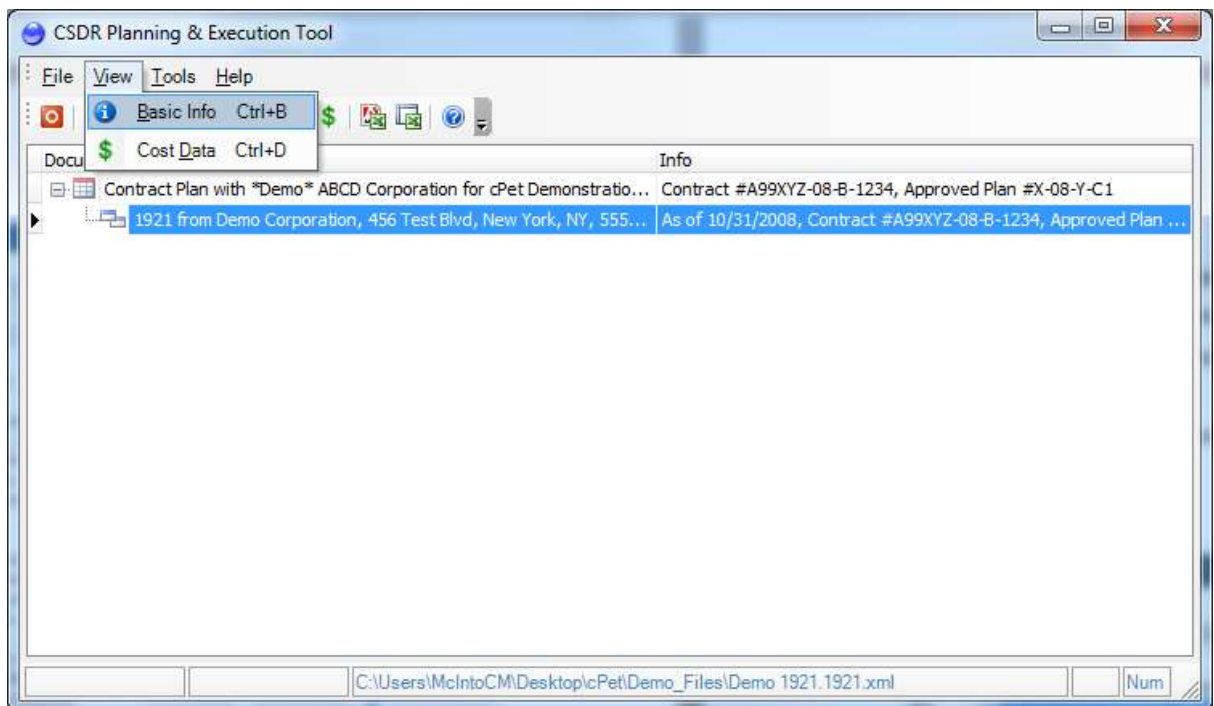 CSDR Planning & Execution Tool
File View Tools Help
Basic Info Ctrl+B
$
Docu
$ Cost Data Ctrl+D
Info
Contract Plan with *Demo* ABCD Corporation for cPet Demonstratio... Contract #A99XYZ-08-B-1234, Approved Plan #X-08-Y-C1
1921 from Demo Corporation, 456 Test Blvd, New York, NY, 555... As of 10/31/2008, Contract #A99XYZ-08-B-1234, Approved Plan ...
C:\Users\McIntoCM\Desktop\cPet\Demo_Files\Demo 1921.1921.xml Num